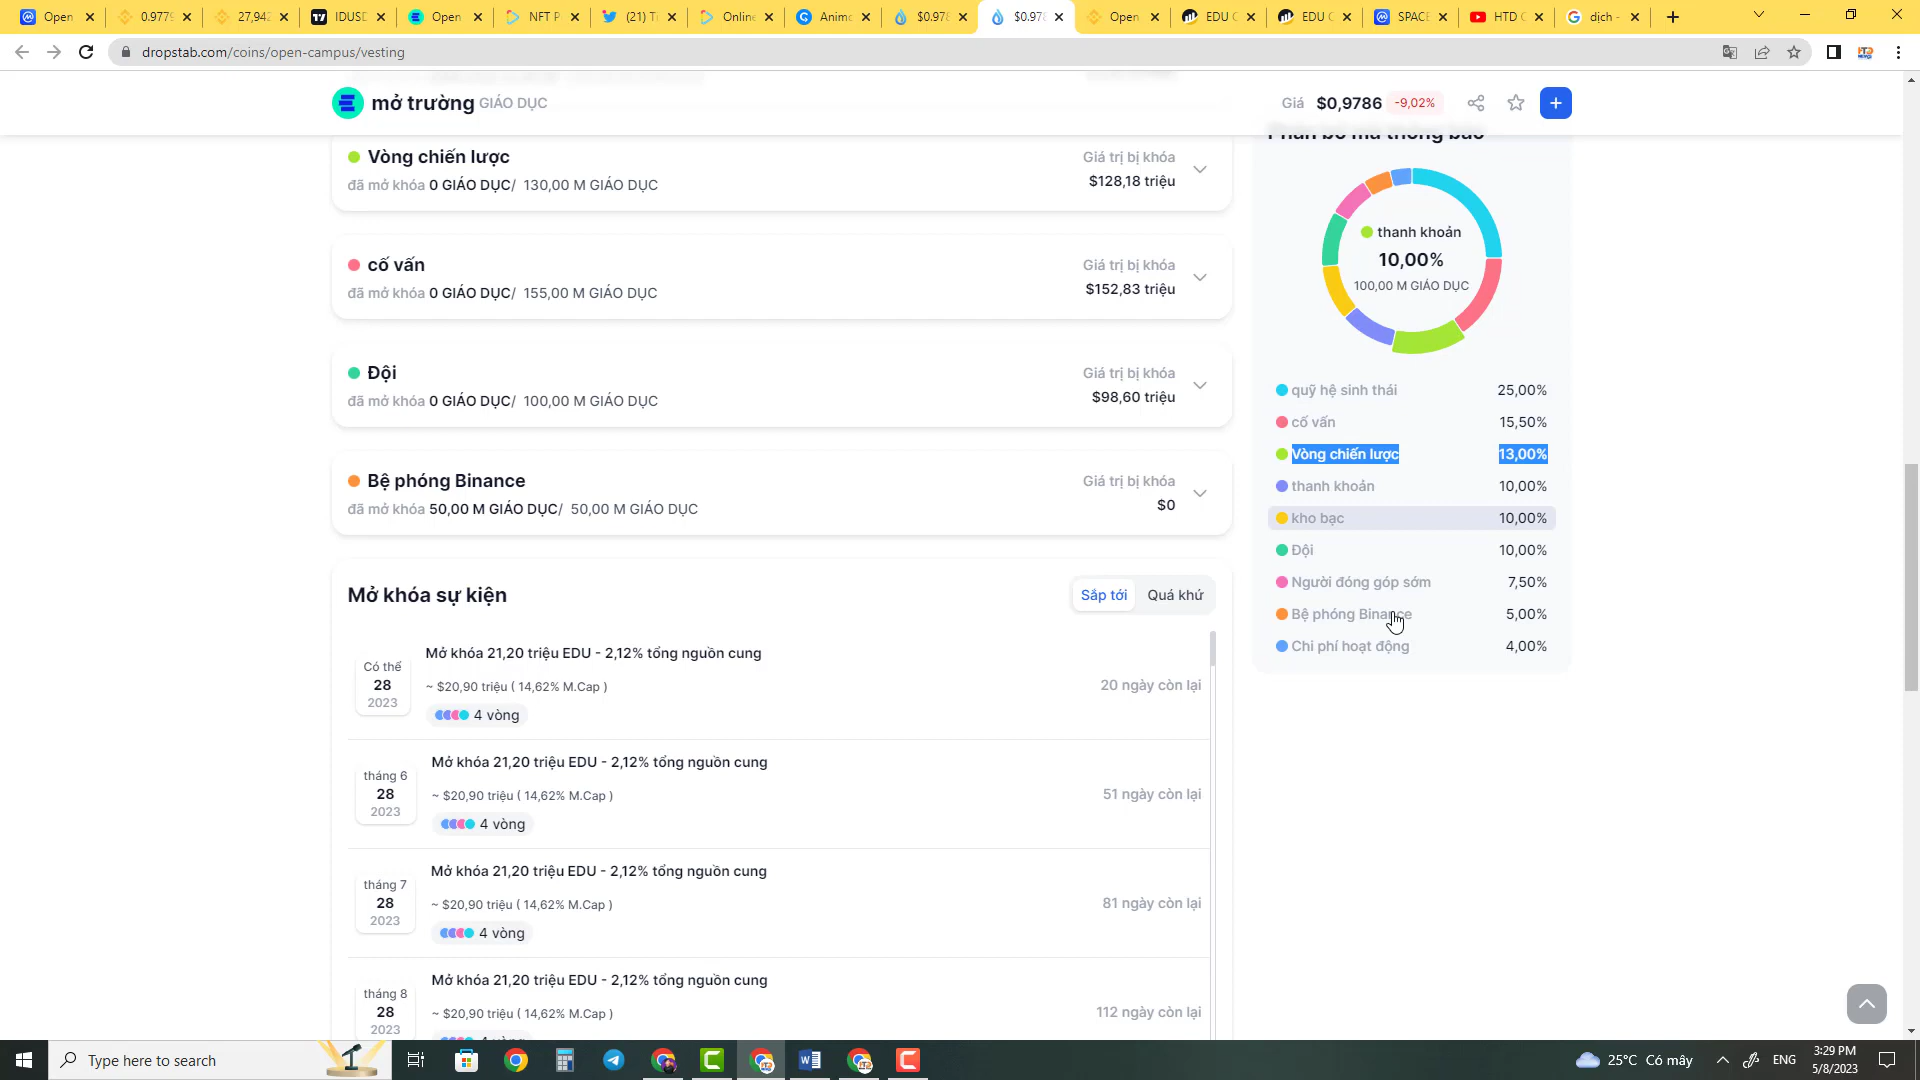 Open
0.9779
27,942
IDUSD
Open
NFT P
(21) T
Online
Animo
$0.978
$0.978
Open
EDU C
EDU C
SPACE
HTD C
dịch -
dropstab.com/coins/open-campus/vesting
mở trường GIÁO DỤC
Giá $0,9786 -9,02%
Phân bổ mã thông báo
Vòng chiến lược
đã mở khóa 0 GIÁO DỤC/ 130,00 M GIÁO DỤC
Giá trị bị khóa
$128,18 triệu
cố vấn
đã mở khóa 0 GIÁO DỤC/ 155,00 M GIÁO DỤC
Giá trị bị khóa
$152,83 triệu
Đội
đã mở khóa 0 GIÁO DỤC/ 100,00 M GIÁO DỤC
Giá trị bị khóa
$98,60 triệu
Bệ phóng Binance
đã mở khóa 50,00 M GIÁO DỤC/ 50,00 M GIÁO DỤC
Giá trị bị khóa
$0
thanh khoản
10,00%
100,00 M GIÁO DỤC
quỹ hệ sinh thái 25,00%
cố vấn 15,50%
Vòng chiến lược 13,00%
thanh khoản 10,00%
kho bạc 10,00%
Đội 10,00%
Người đóng góp sớm 7,50%
Bệ phóng Binance 5,00%
Chi phí hoạt động 4,00%
Mở khóa sự kiện
Sắp tới Quá khứ
Có thể
28
2023
Mở khóa 21,20 triệu EDU - 2,12% tổng nguồn cung
~ $20,90 triệu ( 14,62% M.Cap )
4 vòng
20 ngày còn lại
tháng 6
28
2023
Mở khóa 21,20 triệu EDU - 2,12% tổng nguồn cung
~ $20,90 triệu ( 14,62% M.Cap )
4 vòng
51 ngày còn lại
tháng 7
28
2023
Mở khóa 21,20 triệu EDU - 2,12% tổng nguồn cung
~ $20,90 triệu ( 14,62% M.Cap )
4 vòng
81 ngày còn lại
tháng 8
28
2023
Mở khóa 21,20 triệu EDU - 2,12% tổng nguồn cung
~ $20,90 triệu ( 14,62% M.Cap )
112 ngày còn lại
Type here to search
25°C Có mây
ENG
3:29 PM
5/8/2023